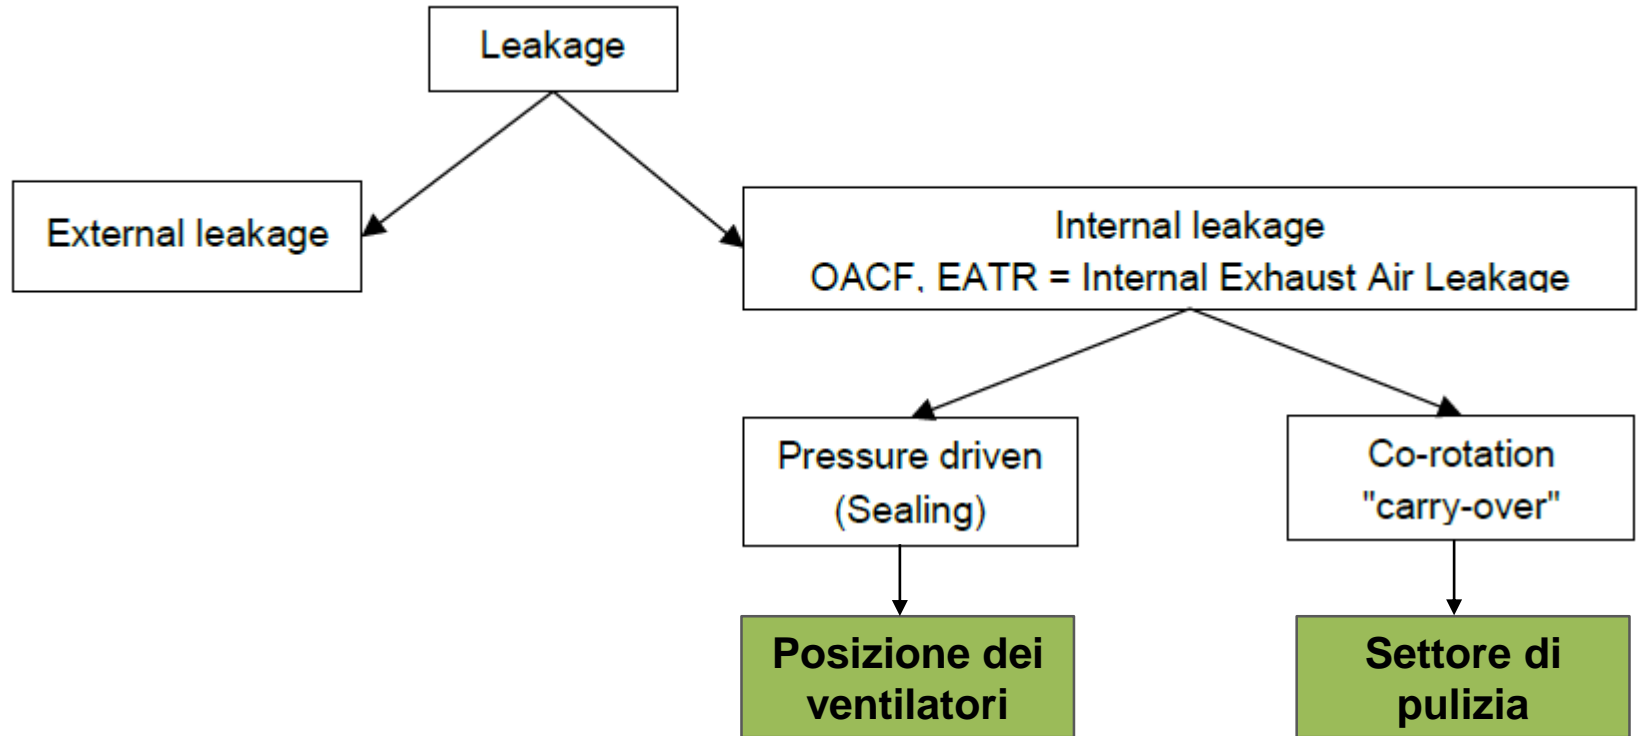 Leakage
External leakage
Internal leakage
OACF, EATR = Internal Exhaust Air Leakage
Pressure driven
(Sealing)
Co-rotation
"carry-over"
Posizione dei
ventilatori
Settore di
pulizia